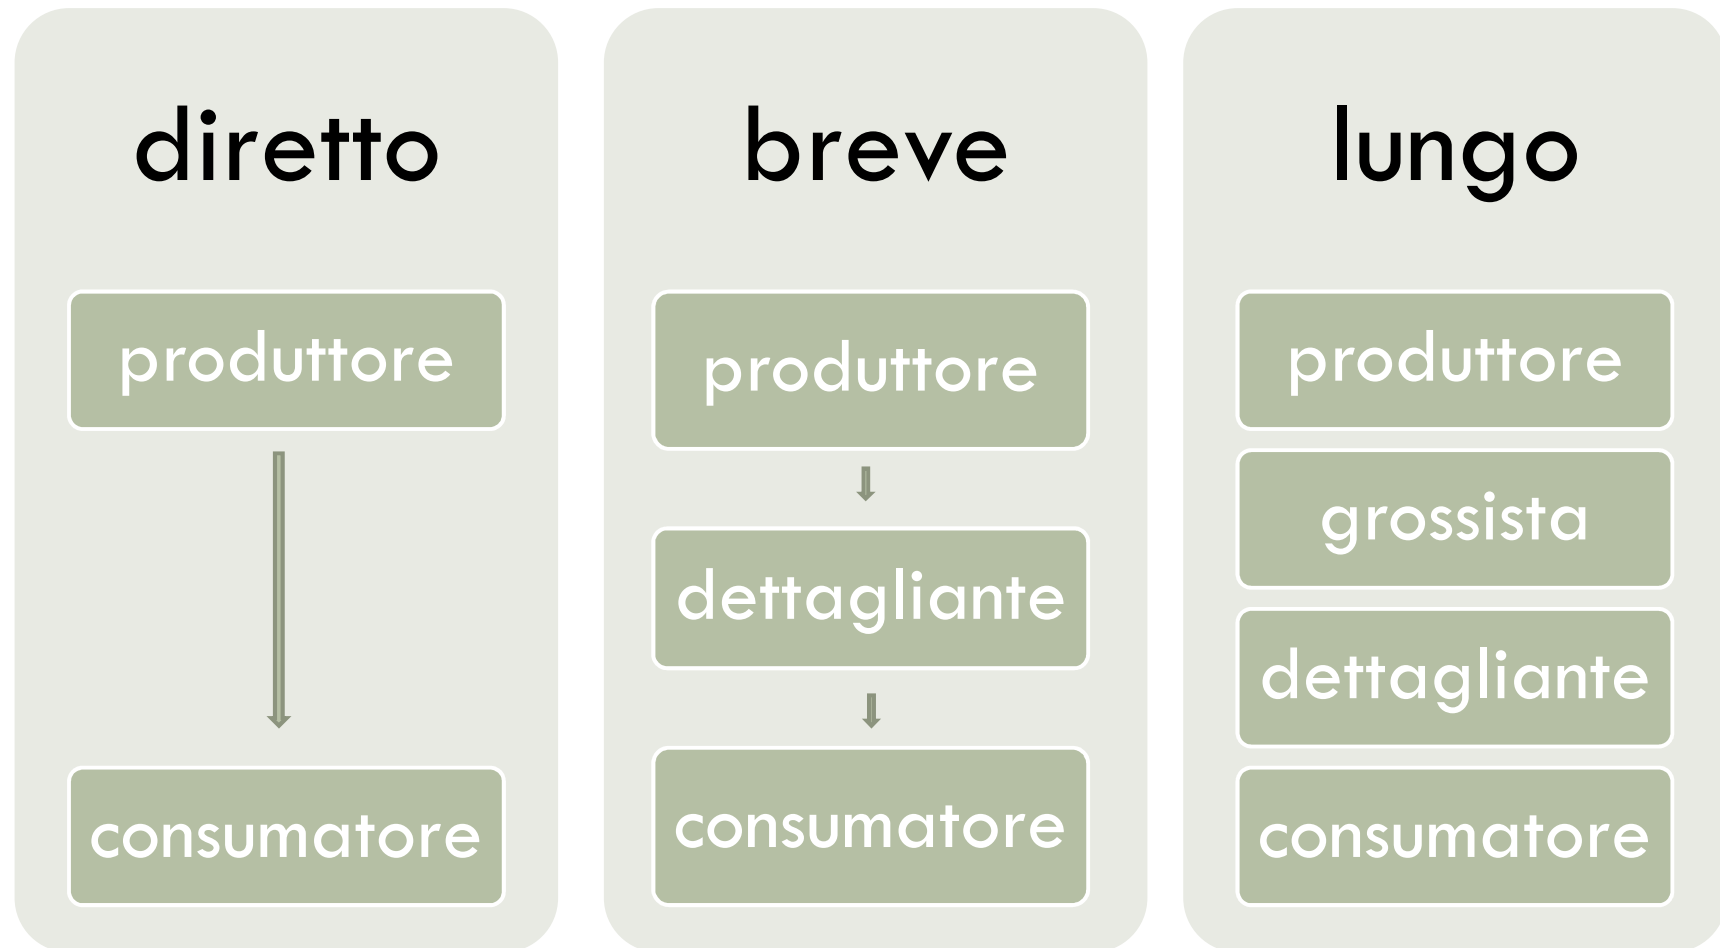 diretto
produttore
consumatore
breve
produttore
dettagliante
consumatore
lungo
produttore
grossista
dettagliante
consumatore